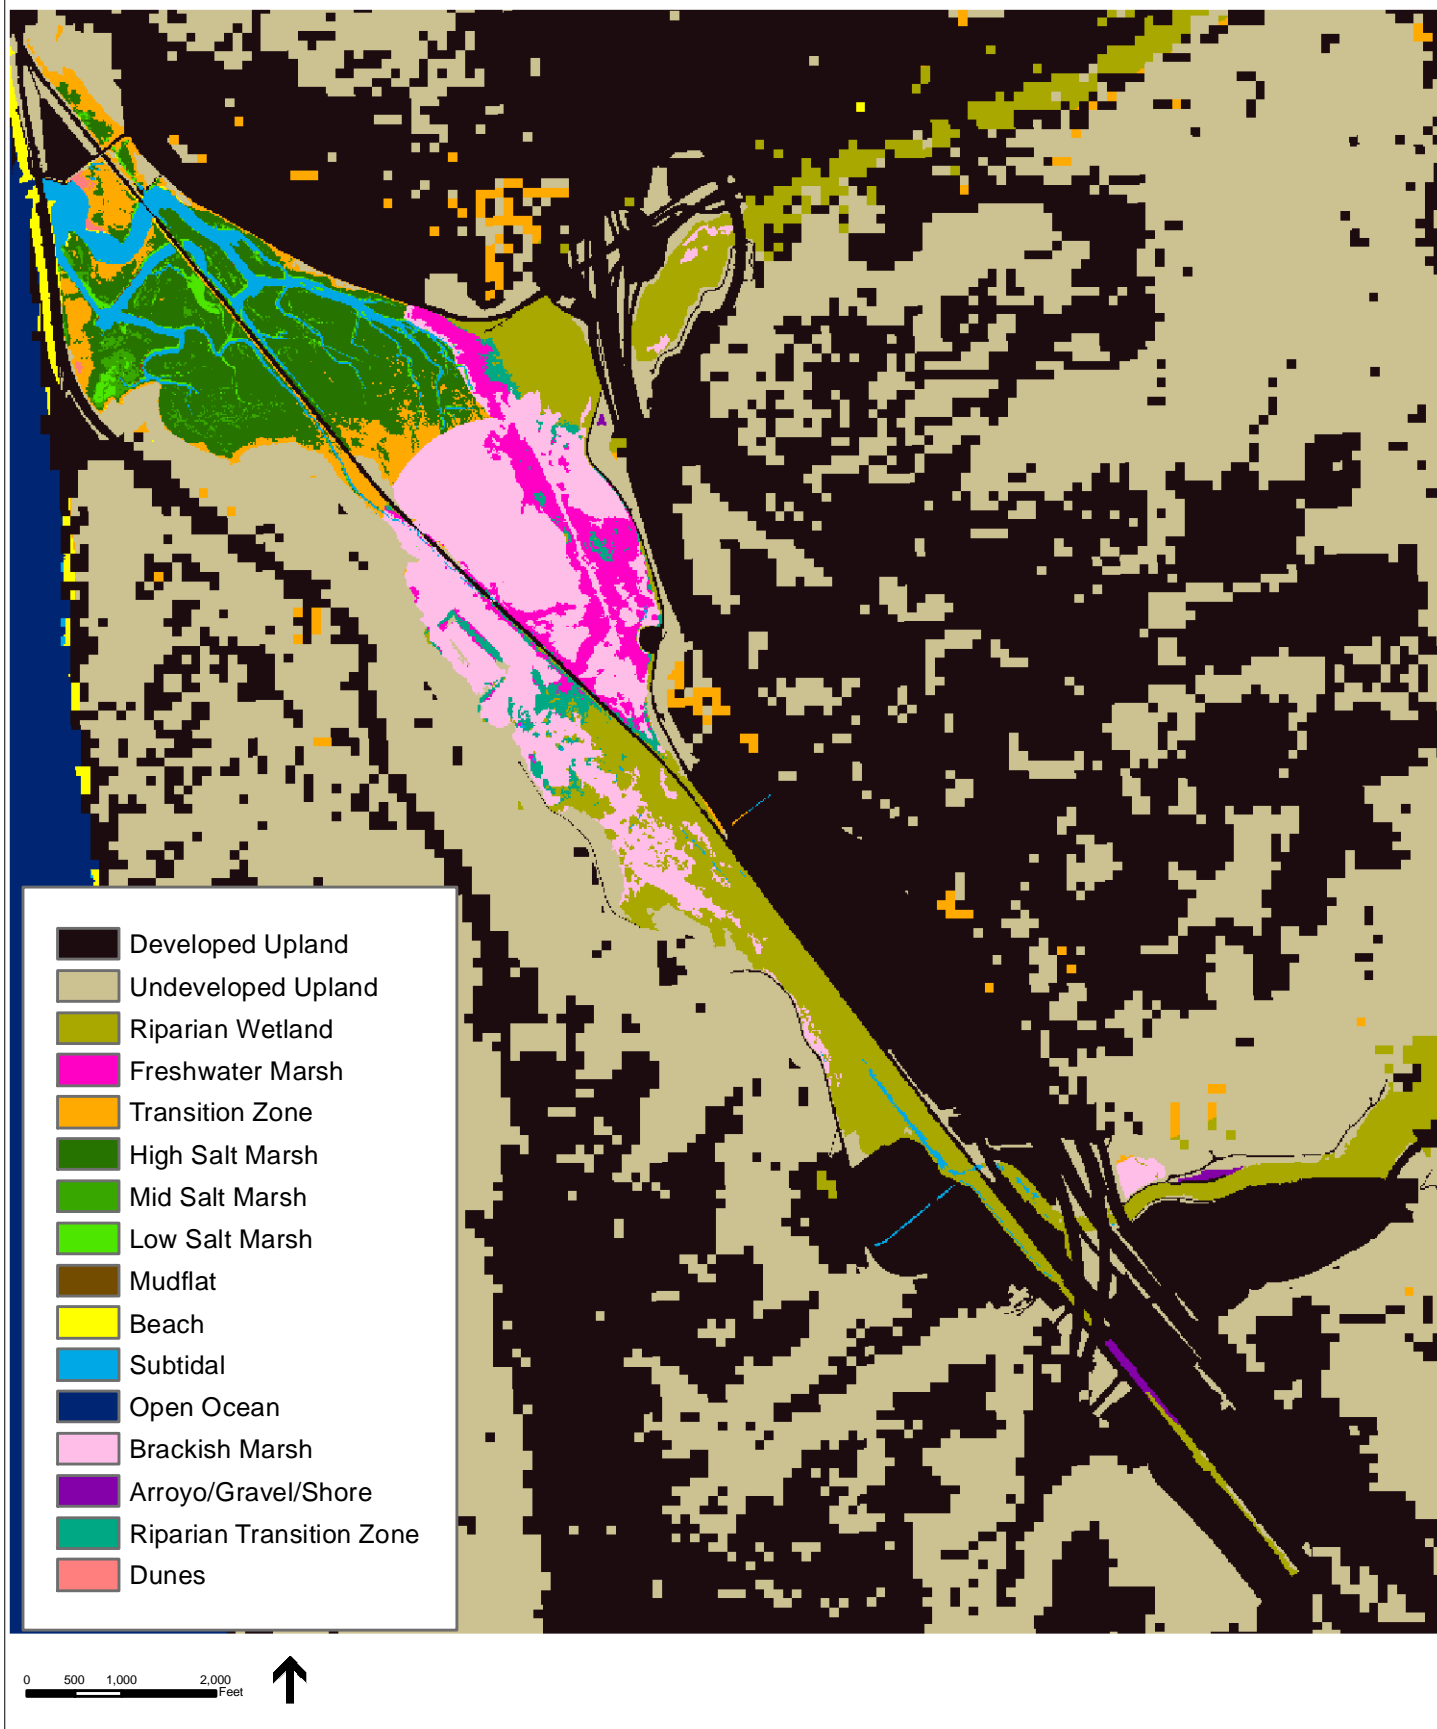 Developed Upland
Undeveloped Upland
Riparian Wetland
Freshwater Marsh
Transition Zone
High Salt Marsh
Mid Salt Marsh
Low Salt Marsh
Mudflat
Beach
Subtidal
Open Ocean
Brackish Marsh
Arroyo/Gravel/Shore
Riparian Transition Zone
Dunes
0 500 1,000 2,000
Feet